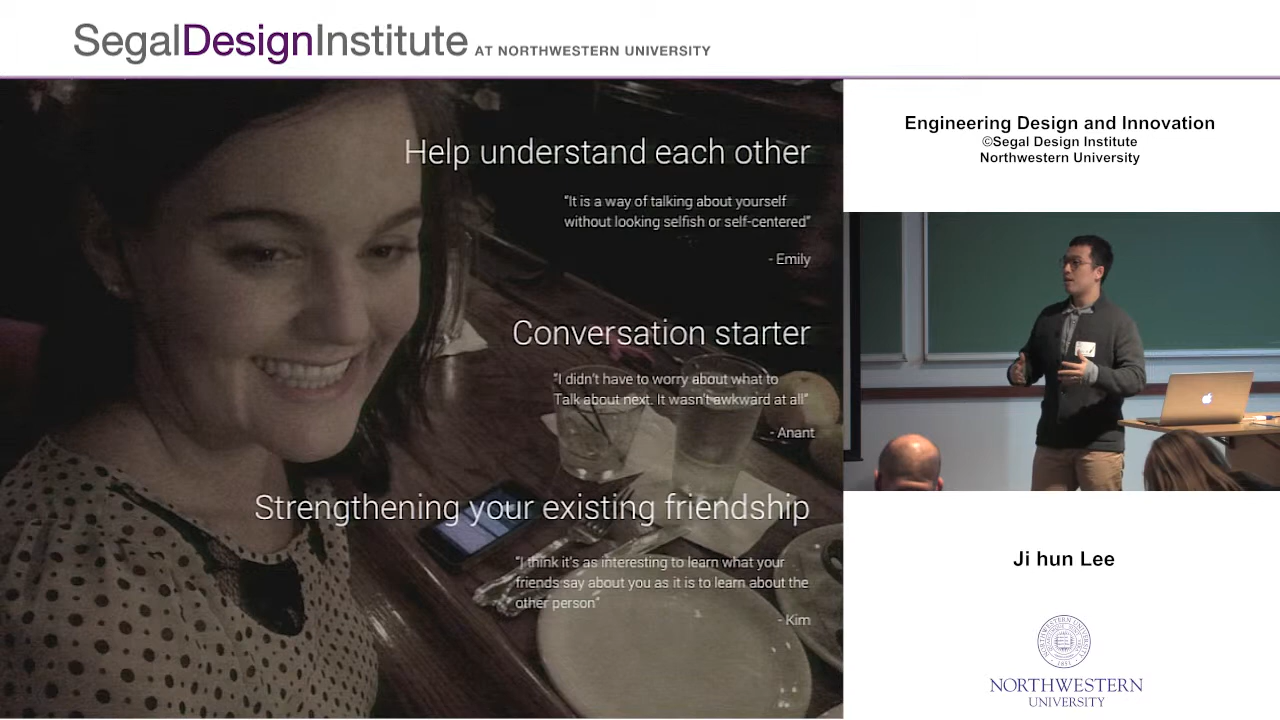 SegalDesignInstitute AT NORTHWESTERN UNIVERSITY
Help understand each other
“It is a way of talking about yourself
without looking selfish or self-centered”
- Emily
Conversation starter
“I didn’t have to worry about what to
Talk about next. It wasn’t awkward at all”
- Anant
Strengthening your existing friendship
“I think it’s as interesting to learn what your
friends say about you as it is to learn about the
other person”
- Kim
Engineering Design and Innovation
©Segal Design Institute
Northwestern University
Ji hun Lee
NORTHWESTERN
UNIVERSITY